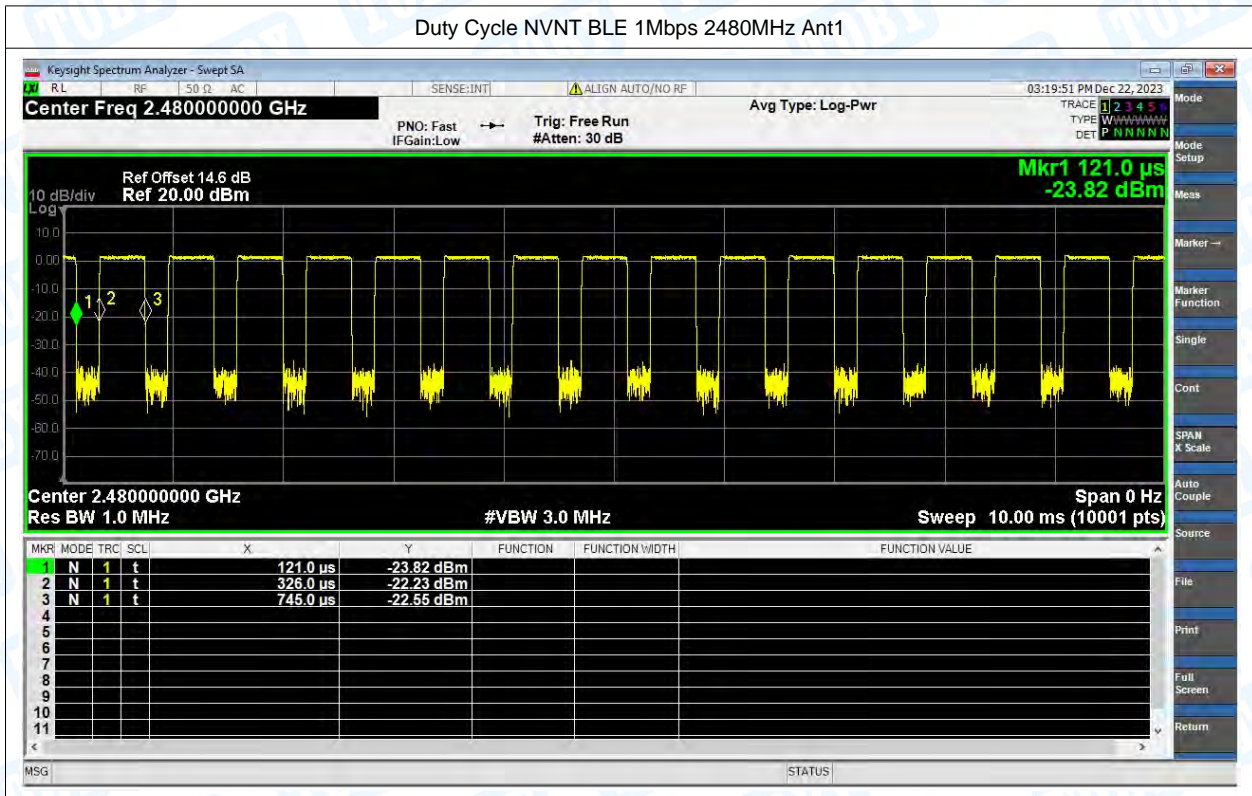 Duty Cycle NVNT BLE 1Mbps 2480MHz Ant1
Keysight Spectrum Analyzer - Swept SA
LXI RL RF 50 Ω AC SENSE:INT ALIGN AUTO/NO RF 03:19:51 PM Dec 22, 2023
Center Freq 2.480000000 GHz
Avg Type: Log-Pwr
TRACE 1 2 3 4 5 6
PNO: Fast Trig: Free Run
TYPE W
IFGain:Low #Atten: 30 dB
DET P N N N N N
Mkr1 121.0 µs
-23.82 dBm
Ref Offset 14.6 dB
10 dB/div Ref 20.00 dBm
Log
10.0
0.00
-10.0
-20.0
-30.0
-40.0
-50.0
-60.0
-70.0
1 2 3
Center 2.480000000 GHz Span 0 Hz
Res BW 1.0 MHz #VBW 3.0 MHz Sweep 10.00 ms (10001 pts)
MKR MODE TRC SCL X Y FUNCTION FUNCTION WIDTH FUNCTION VALUE
1 N 1 t 121.0 µs -23.82 dBm
2 N 1 t 326.0 µs -22.23 dBm
3 N 1 t 745.0 µs -22.55 dBm
4
5
6
7
8
9
10
11
MSG STATUS
Mode
Mode Setup
Meas
Marker →
Marker Function
Single
Cont
SPAN X Scale
Auto Couple
Source
File
Print
Full Screen
Return
TOBY